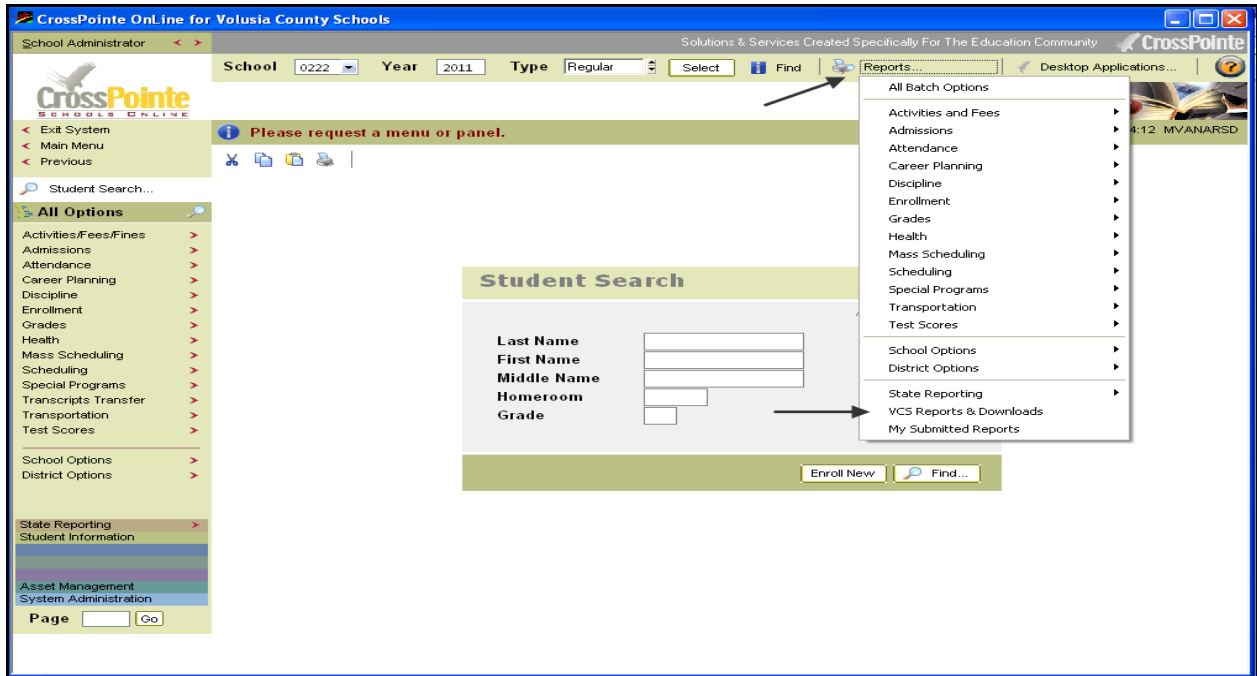 CrossPointe OnLine for Volusia County Schools
School Administrator < >
Solutions & Services Created Specifically For The Education Community CrossPointe
School 0222 Year 2011 Type Regular Select Find Reports... Desktop Applications...
CrossPointe
SCHOOLS ONLINE
< Exit System
< Main Menu
< Previous
Please request a menu or panel.
4:12 MVANARSD
Student Search...
All Options
Activities/Fees/Fines >
Admissions >
Attendance >
Career Planning >
Discipline >
Enrollment >
Grades >
Health >
Mass Scheduling >
Scheduling >
Special Programs >
Transcripts Transfer >
Transportation >
Test Scores >
School Options >
District Options >
State Reporting >
Student Information
Asset Management
System Administration
Page Go
Student Search
Last Name
First Name
Middle Name
Homeroom
Grade
Enroll New Find...
All Batch Options
Activities and Fees
Admissions
Attendance
Career Planning
Discipline
Enrollment
Grades
Health
Mass Scheduling
Scheduling
Special Programs
Transportation
Test Scores
School Options
District Options
State Reporting
VCS Reports & Downloads
My Submitted Reports